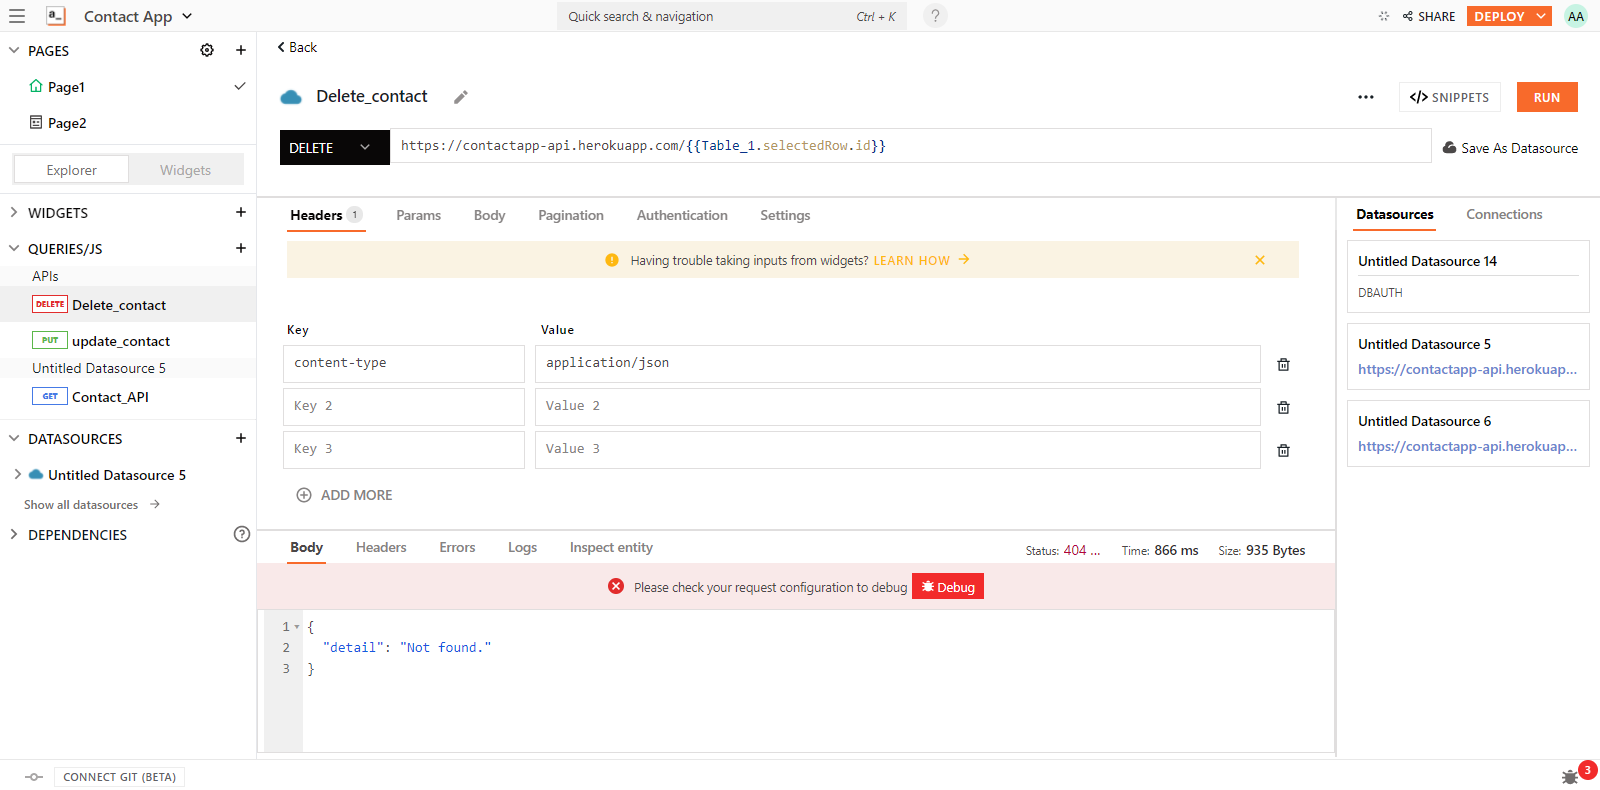 a_ Contact App
Quick search & navigation Ctrl + K ?
SHARE DEPLOY AA
PAGES +
Page1
Page2
Explorer Widgets
WIDGETS +
QUERIES/JS +
APIs
DELETE Delete_contact
PUT update_contact
Untitled Datasource 5
GET Contact_API
DATASOURCES +
Untitled Datasource 5
Show all datasources →
DEPENDENCIES ?
Back
Delete_contact
••• </> SNIPPETS RUN
DELETE https://contactapp-api.herokuapp.com/{{Table_1.selectedRow.id}} Save As Datasource
Headers 1 Params Body Pagination Authentication Settings
Having trouble taking inputs from widgets? LEARN HOW →
Key Value
content-type application/json
Key 2 Value 2
Key 3 Value 3
ADD MORE
Body Headers Errors Logs Inspect entity
Status: 404 ... Time: 866 ms Size: 935 Bytes
Please check your request configuration to debug Debug
1 {
2 "detail": "Not found."
3 }
Datasources Connections
Untitled Datasource 14
DBAUTH
Untitled Datasource 5
https://contactapp-api.herokuap...
Untitled Datasource 6
https://contactapp-api.herokuap...
CONNECT GIT (BETA)
3